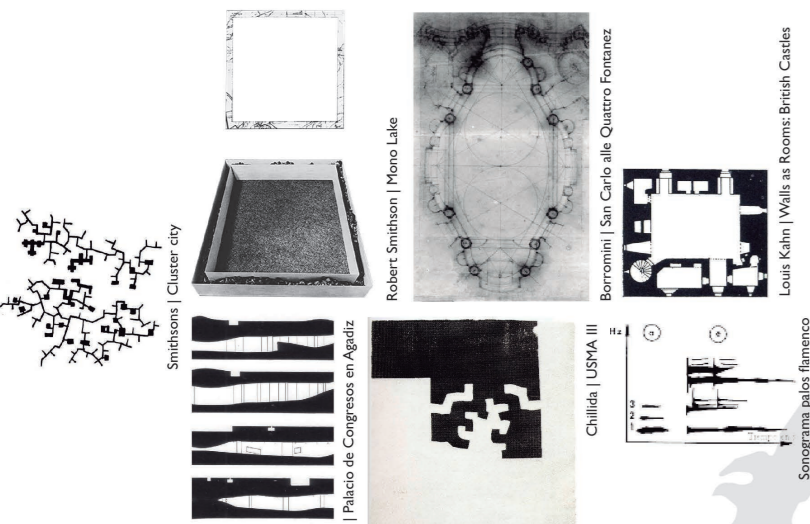 Smithsons | Cluster city
Robert Smithson | Mono Lake
Borromini | San Carlo alle Quattro Fontanez
Louis Kahn | Walls as Rooms: British Castles
| Palacio de Congresos en Agadiz
Chillida | USMA III
Hz
3
2
1
Sonograma palos flamenco